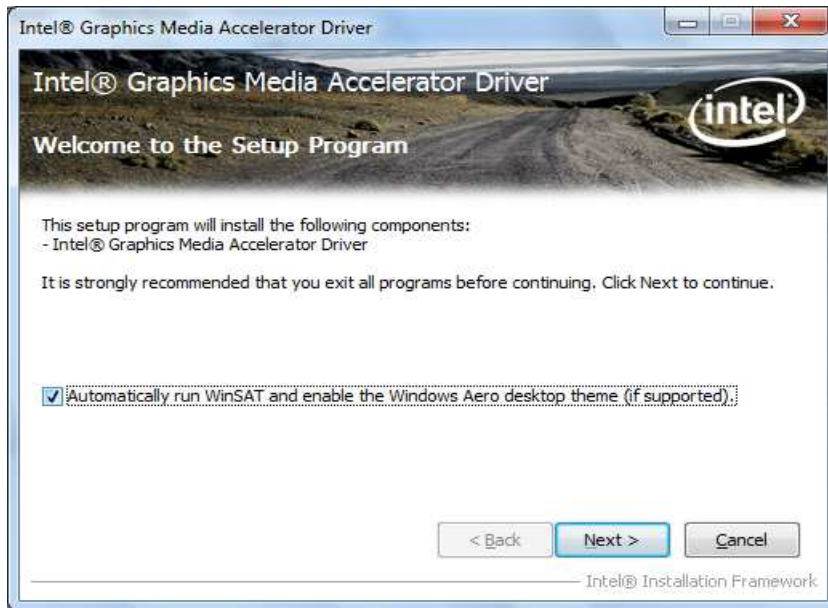 Intel® Graphics Media Accelerator Driver
Intel® Graphics Media Accelerator Driver
intel
Welcome to the Setup Program
This setup program will install the following components:
- Intel® Graphics Media Accelerator Driver
It is strongly recommended that you exit all programs before continuing. Click Next to continue.
Automatically run WinSAT and enable the Windows Aero desktop theme (if supported).
< Back
Next >
Cancel
Intel® Installation Framework